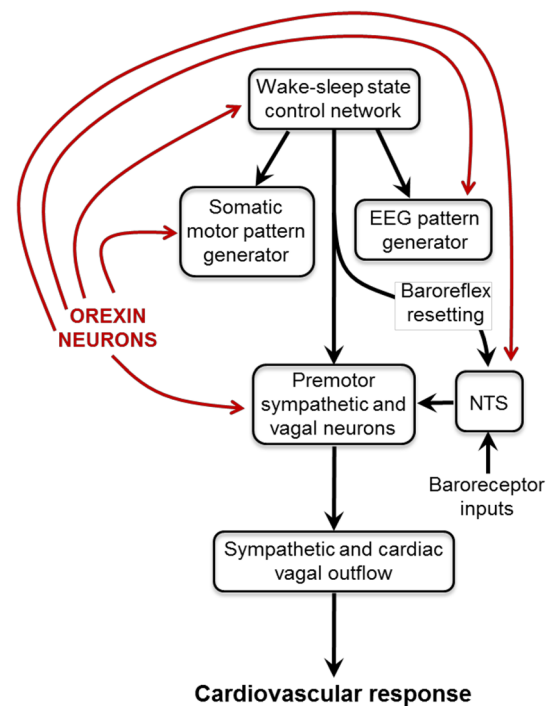 Wake-sleep state
control network
Somatic
motor pattern
generator
EEG pattern
generator
Baroreflex
resetting
OREXIN
NEURONS
Premotor
sympathetic and
vagal neurons
NTS
Baroreceptor
inputs
Sympathetic and cardiac
vagal outflow
Cardiovascular response